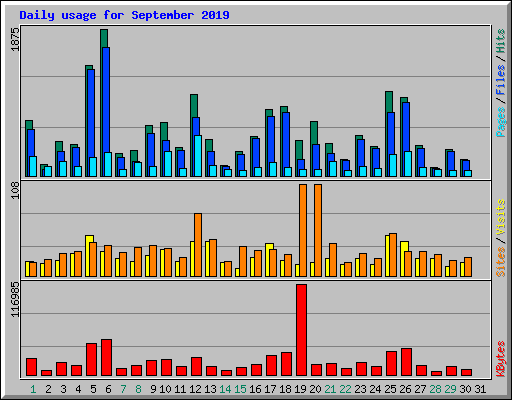 Daily usage for September 2019
1875
Pages / Files / Hits
108
Sites / Visits
116985
KBytes
1 2 3 4 5 6 7 8 9 10 11 12 13 14 15 16 17 18 19 20 21 22 23 24 25 26 27 28 29 30 31